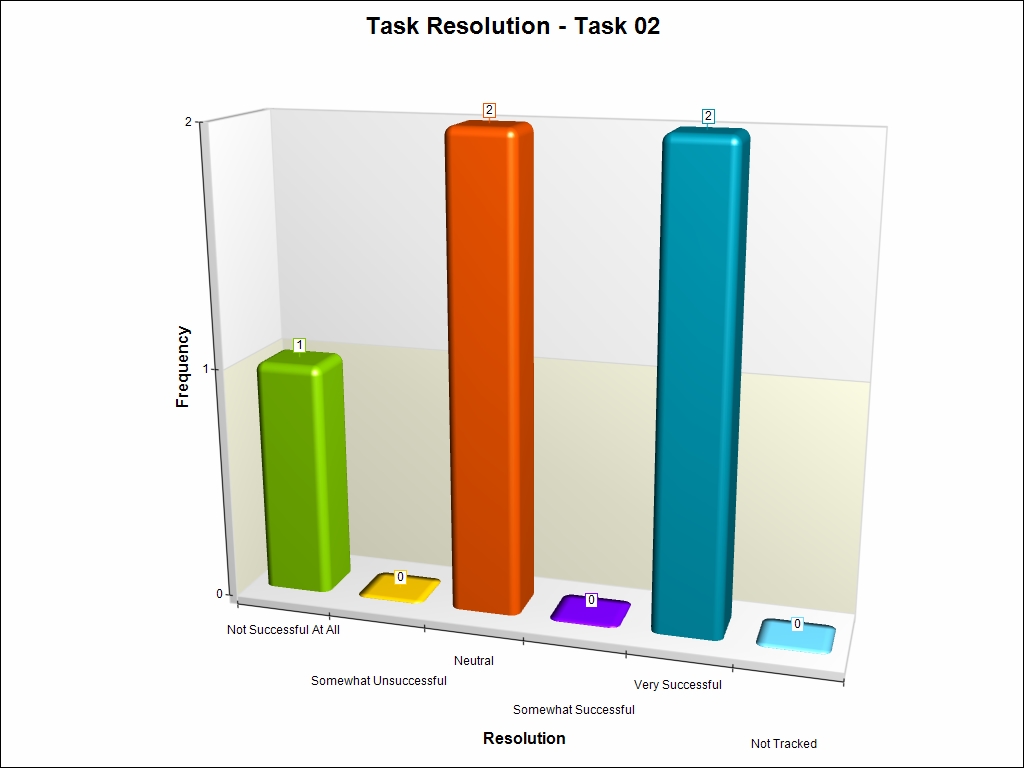 Task Resolution - Task 02
2
2
2
1
1
Frequency
0
0
0
0
Not Successful At All
Somewhat Unsuccessful
Neutral
Somewhat Successful
Very Successful
Not Tracked
Resolution